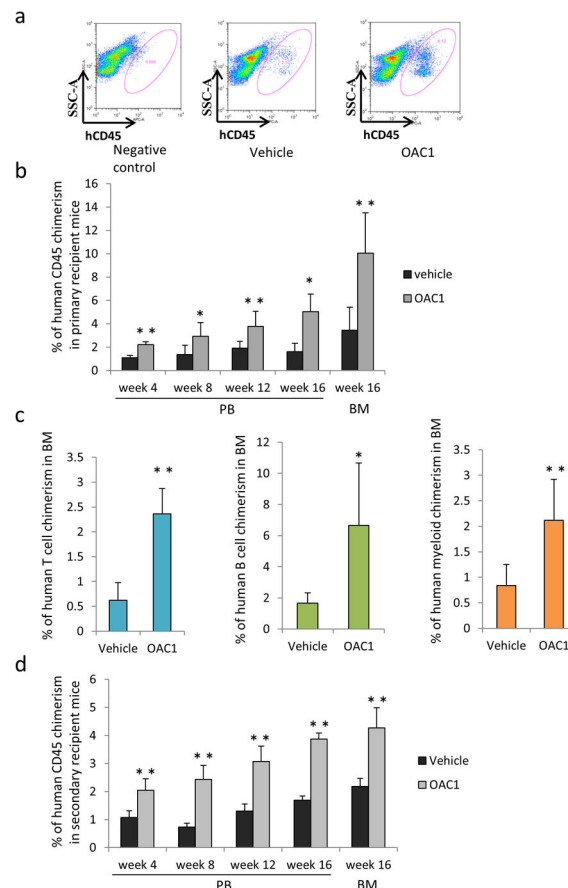 a
SSC-A
SSC-A
SSC-A
hCD45
hCD45
hCD45
Negative
control
Vehicle
OAC1
b
% of human CD45 chimerism
in primary recipient mice
16
14
12
10
8
6
4
2
0
* *
*
* *
*
* *
vehicle
OAC1
week 4
week 8
week 12
week 16
week 16
PB
BM
c
% of human T cell chimerism in BM
3.5
3
2.5
2
1.5
1
0.5
0
* *
Vehicle
OAC1
% of human B cell chimerism in BM
12
10
8
6
4
2
0
*
Vehicle
OAC1
% of human myeloid chimerism in BM
3.5
3
2.5
2
1.5
1
0.5
0
* *
Vehicle
OAC1
d
% of human CD45 chimerism
in secondary recipient mice
6
5
4
3
2
1
0
* *
* *
* *
* *
* *
Vehicle
OAC1
week 4
week 8
week 12
week 16
week 16
PB
BM